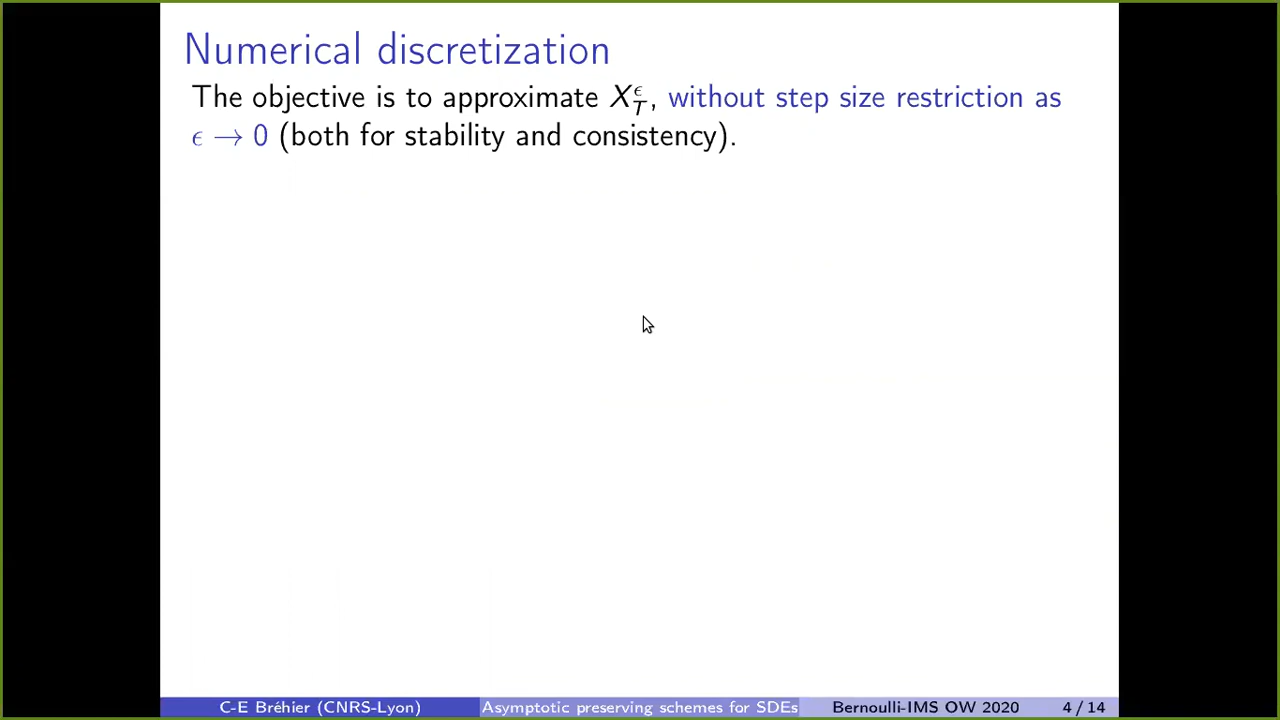 Numerical discretization
The objective is to approximate X_T^ϵ, without step size restriction as
ϵ → 0 (both for stability and consistency).
C-E Bréhier (CNRS-Lyon) Asymptotic preserving schemes for SDEs Bernoulli-IMS OW 2020 4 / 14